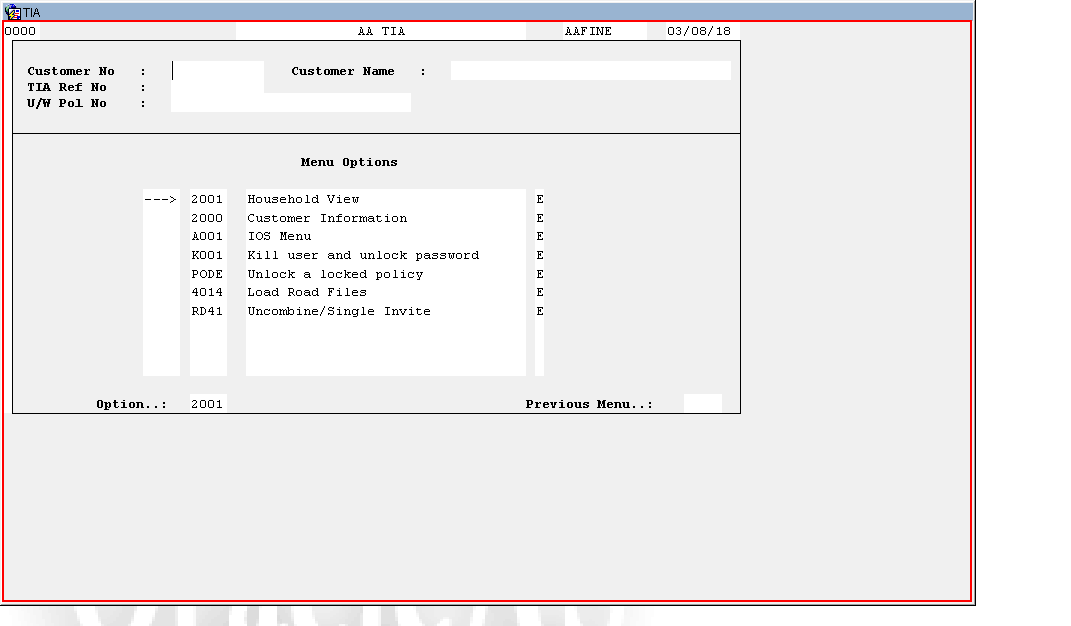 TIA
0000 AA TIA AAFINE 03/08/18
Customer No : Customer Name :
TIA Ref No :
U/W Pol No :
Menu Options
---> 2001 Household View E
2000 Customer Information E
A001 IOS Menu E
K001 Kill user and unlock password E
PODE Unlock a locked policy E
4014 Load Road Files E
RD41 Uncombine/Single Invite E
Option..: 2001 Previous Menu..: